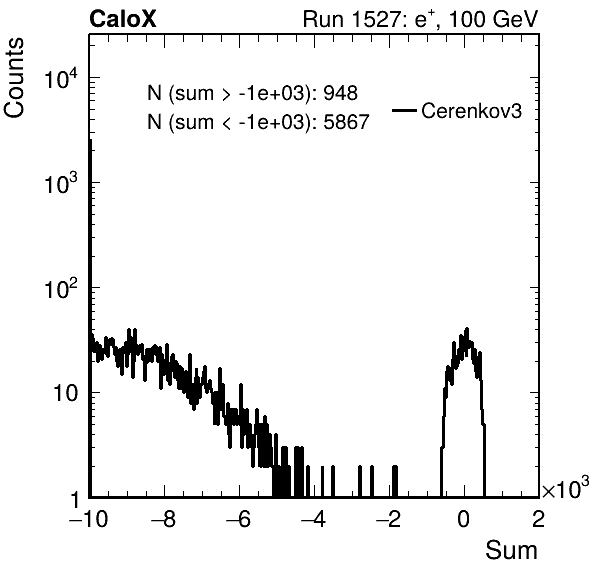 CaloX Run 1527: e⁺, 100 GeV
Counts
N (sum > -1e+03): 948
N (sum < -1e+03): 5867
Cerenkov3
10⁴
10³
10²
10
1
−10 −8 −6 −4 −2 0 2
×10³
Sum